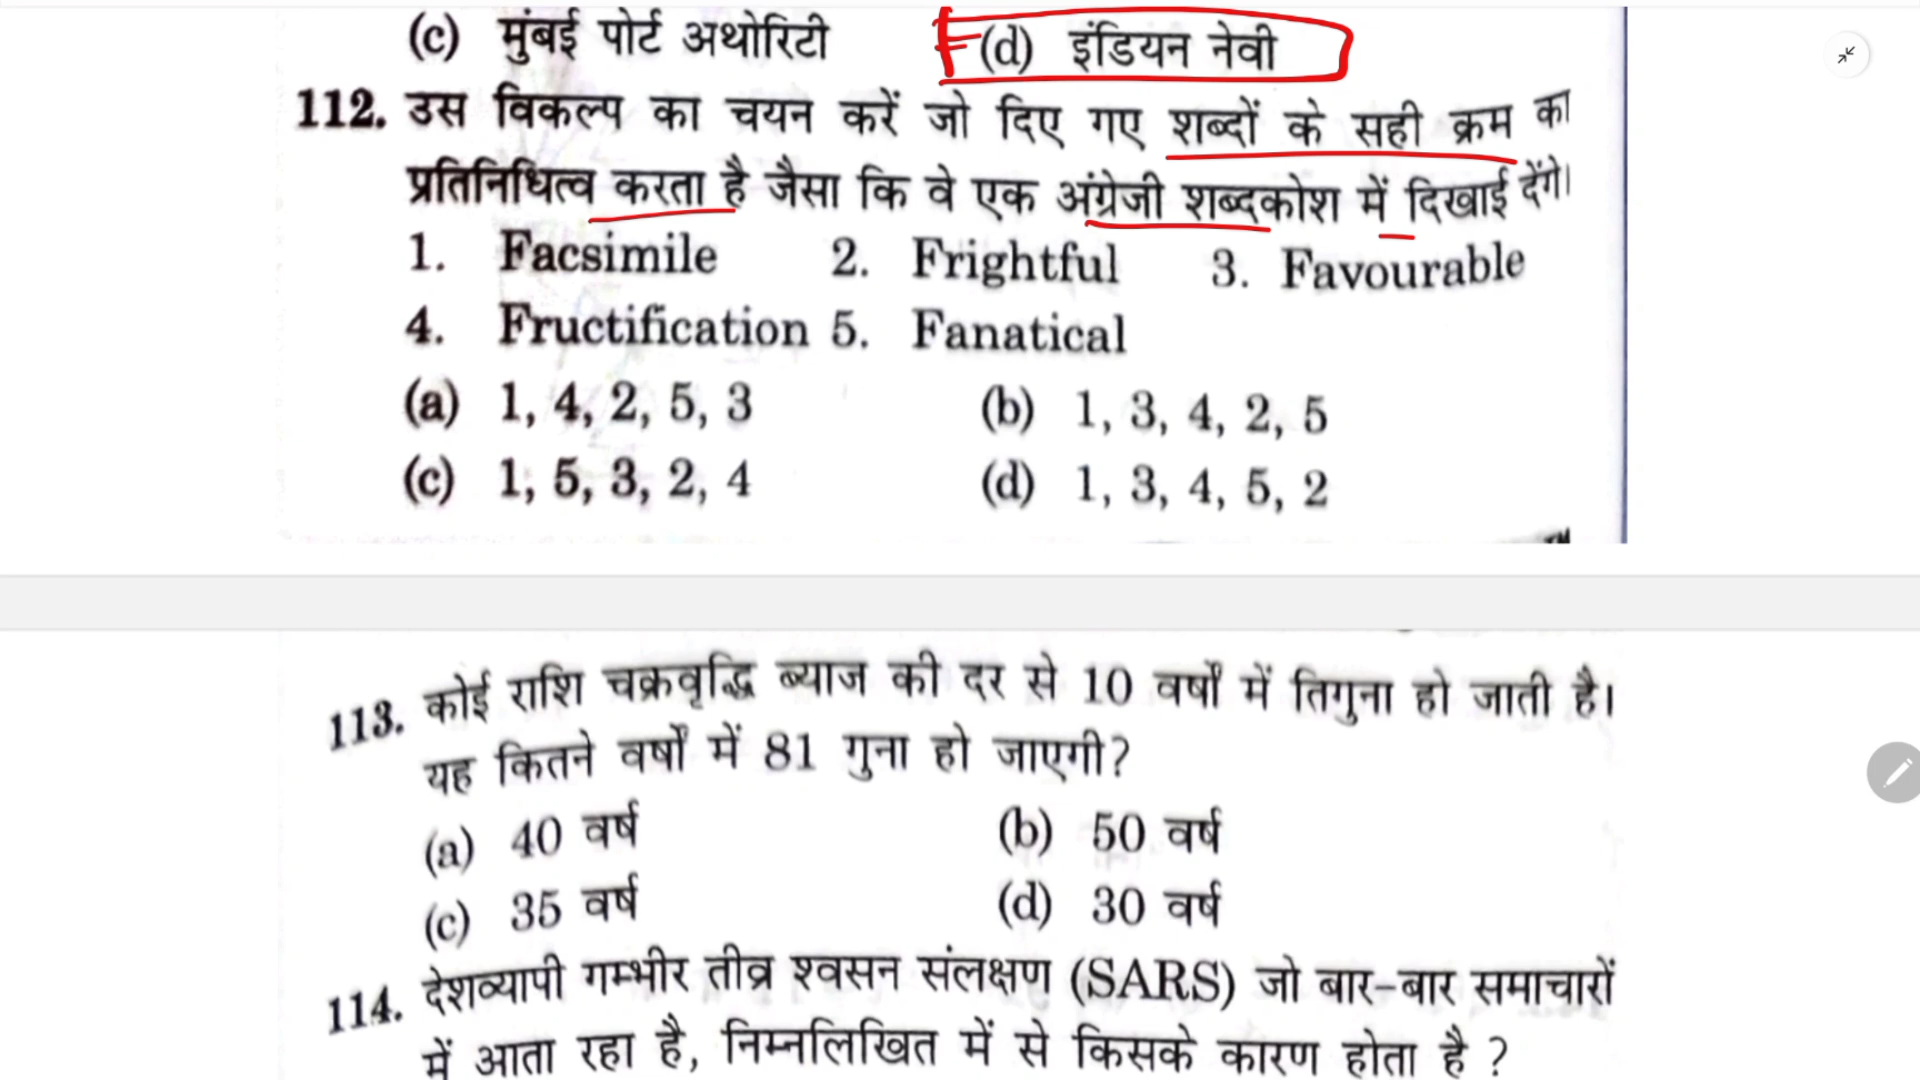 (c) मुंबई पोर्ट अथोरिटी (d) इंडियन नेवी
112. उस विकल्प का चयन करें जो दिए गए शब्दों के सही क्रम का
प्रतिनिधित्व करता है जैसा कि वे एक अंग्रेजी शब्दकोश में दिखाई देंगे।
1. Facsimile 2. Frightful 3. Favourable
4. Fructification 5. Fanatical
(a) 1, 4, 2, 5, 3 (b) 1, 3, 4, 2, 5
(c) 1, 5, 3, 2, 4 (d) 1, 3, 4, 5, 2
113. कोई राशि चक्रवृद्धि ब्याज की दर से 10 वर्षों में तिगुना हो जाती है।
यह कितने वर्षों में 81 गुना हो जाएगी?
(a) 40 वर्ष (b) 50 वर्ष
(c) 35 वर्ष (d) 30 वर्ष
114. देशव्यापी गम्भीर तीव्र श्वसन संलक्षण (SARS) जो बार-बार समाचारों
में आता रहा है, निम्नलिखित में से किसके कारण होता है ?